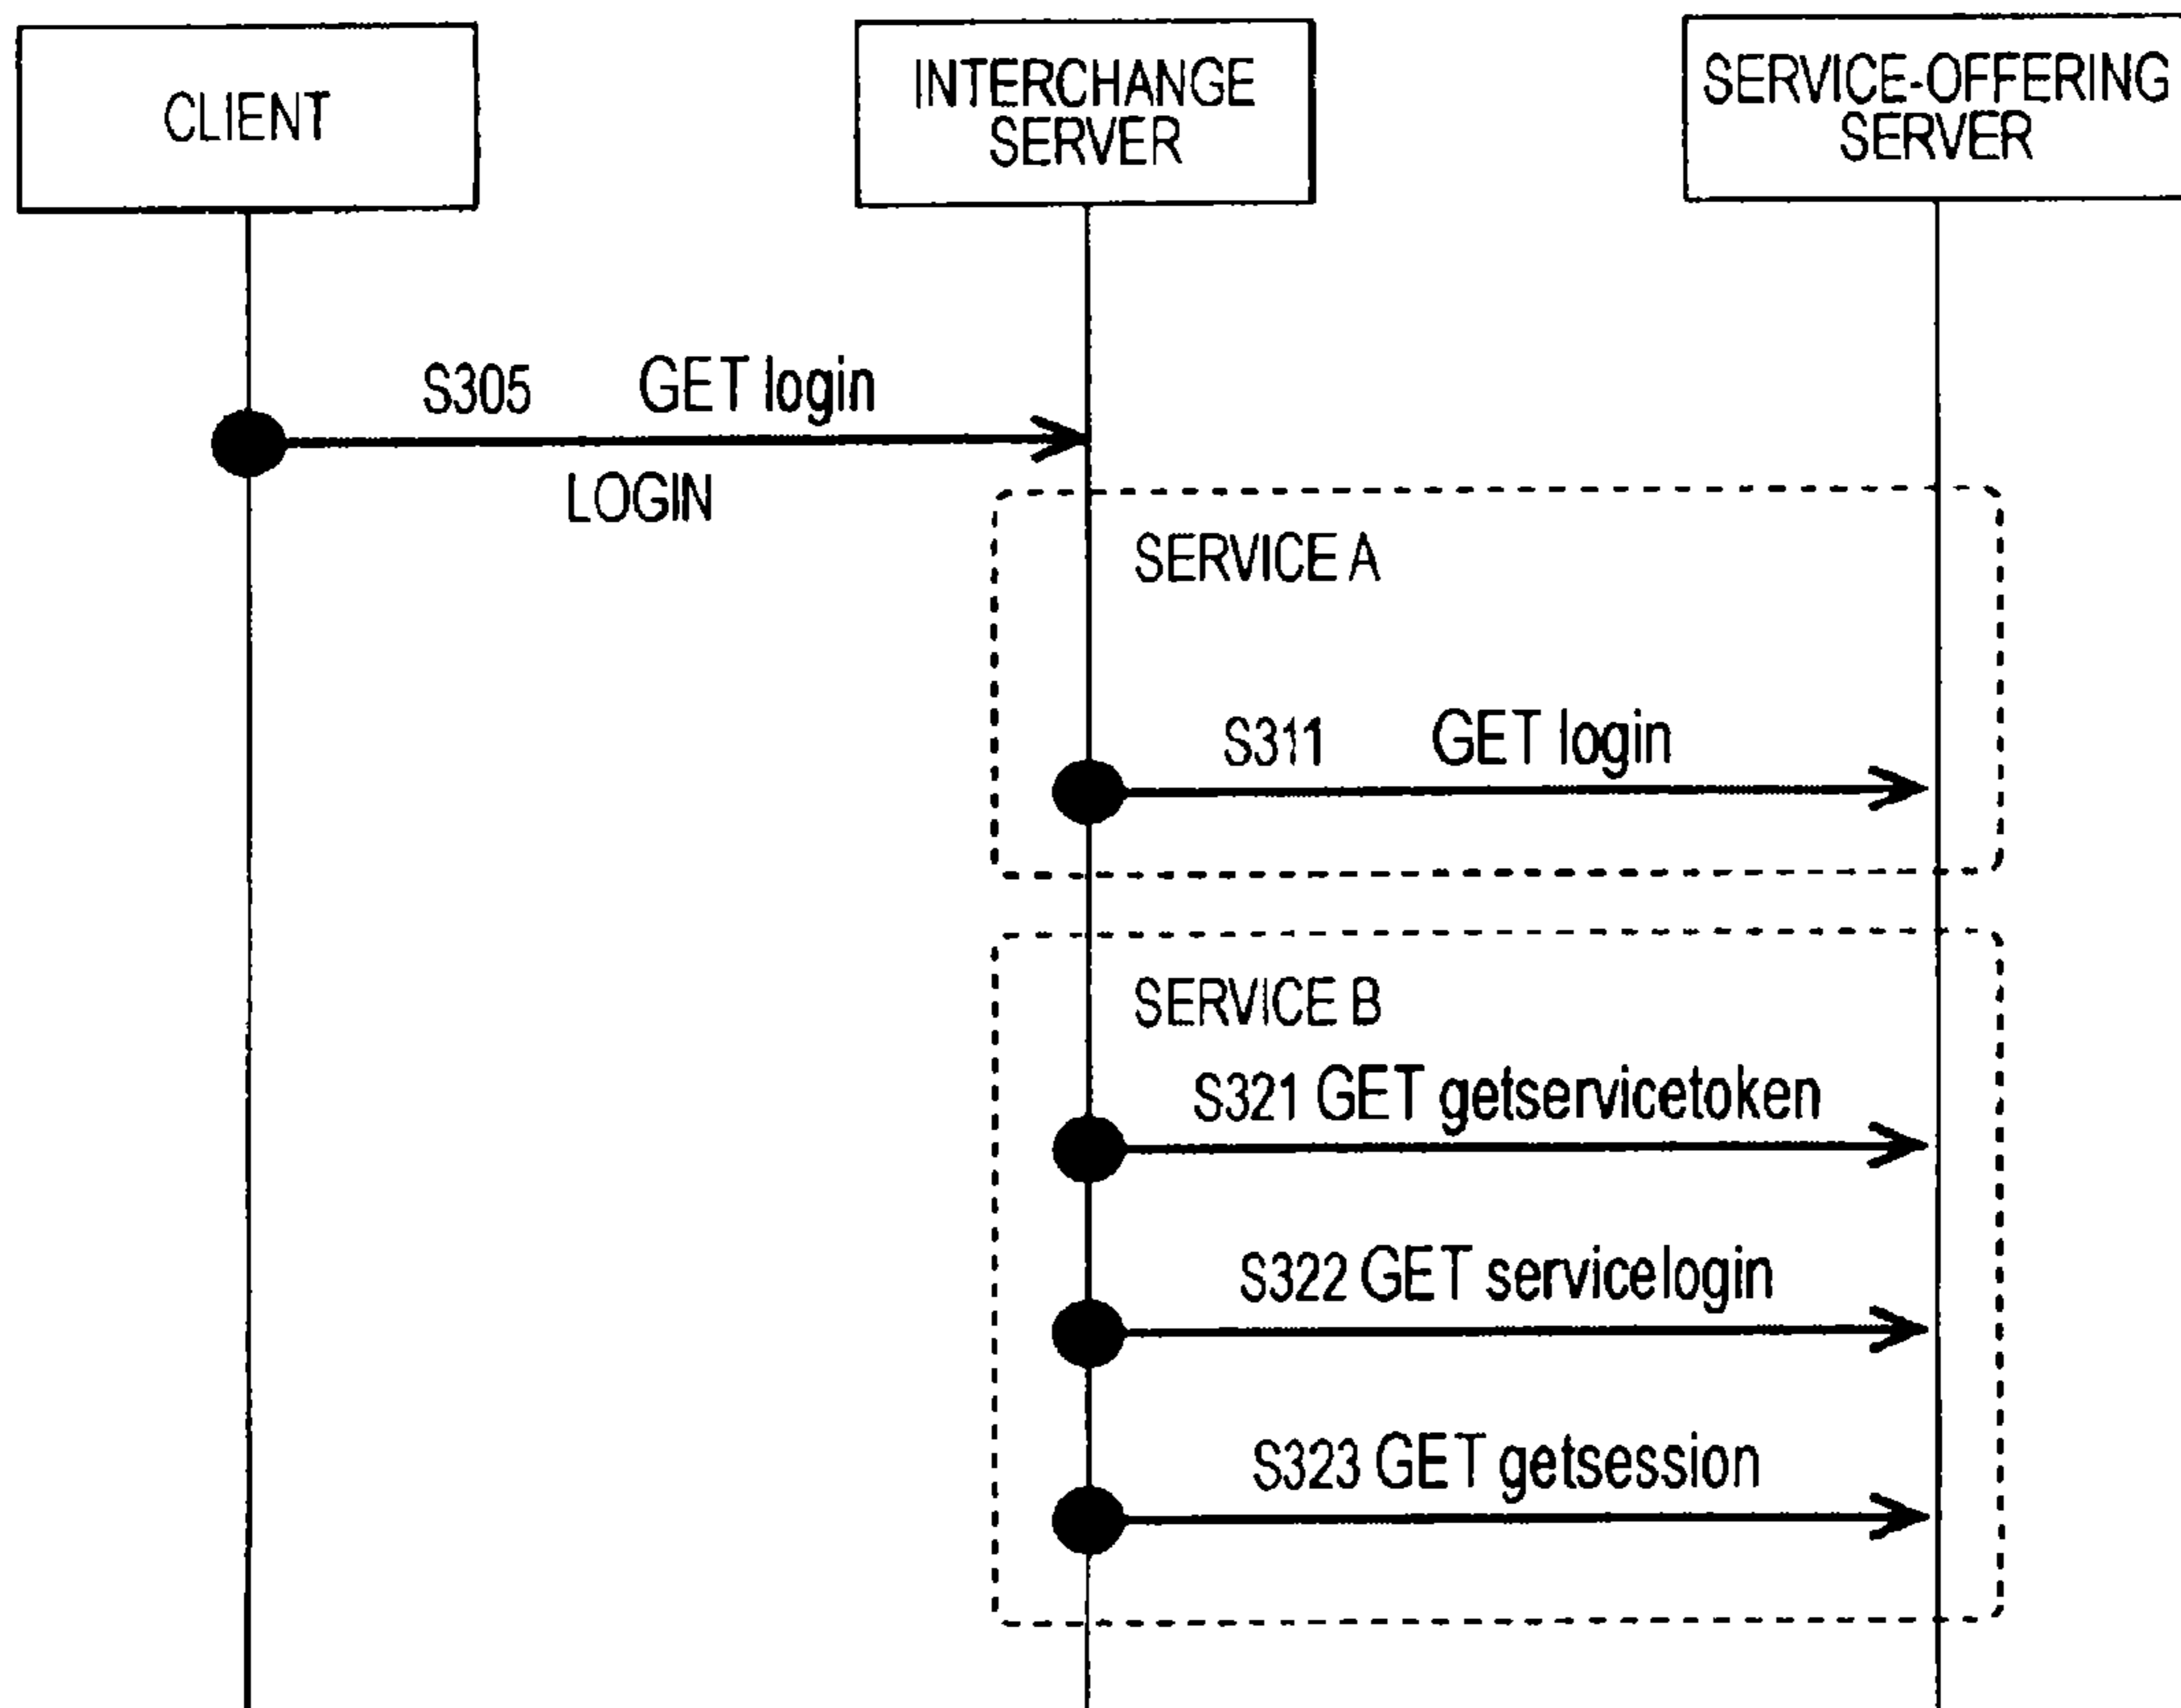 CLIENT
INTERCHANGE
SERVER
SERVICE-OFFERING
SERVER
S305 GET login
LOGIN
SERVICE A
S311 GET login
SERVICE B
S321 GET getservicetoken
S322 GET servicelogin
S323 GET getsession